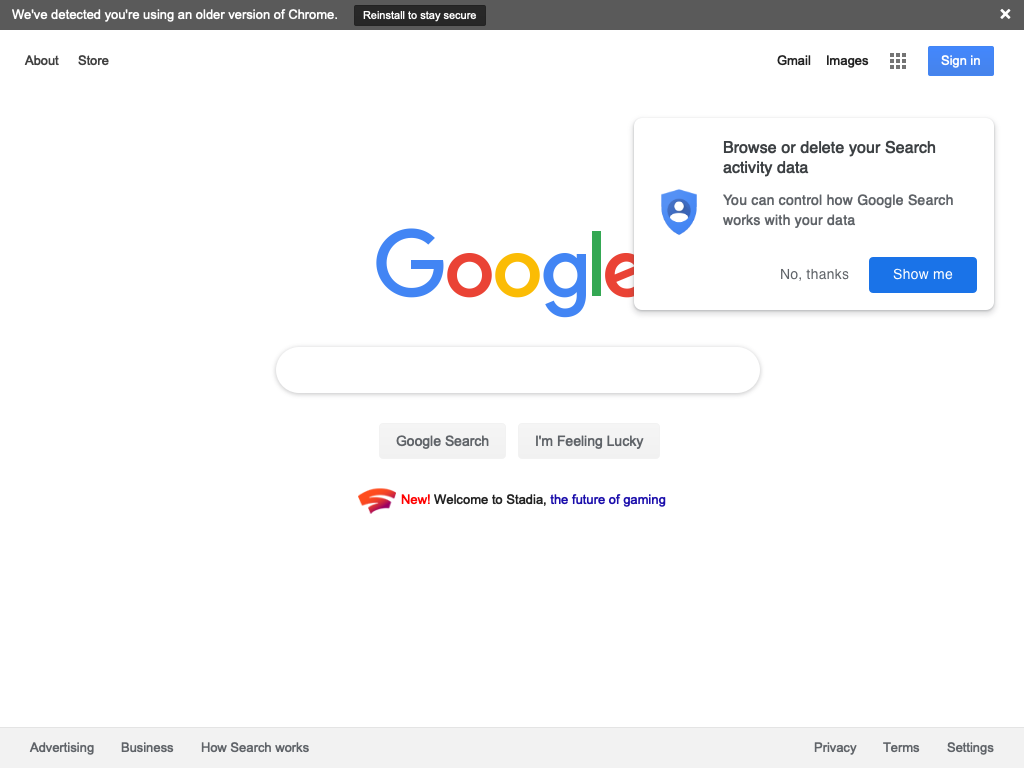 We've detected you're using an older version of Chrome. Reinstall to stay secure ×
About Store Gmail Images Sign in
Browse or delete your Search
activity data
You can control how Google Search
works with your data
No, thanks Show me
Google
Google Search I'm Feeling Lucky
New! Welcome to Stadia, the future of gaming
Advertising Business How Search works Privacy Terms Settings